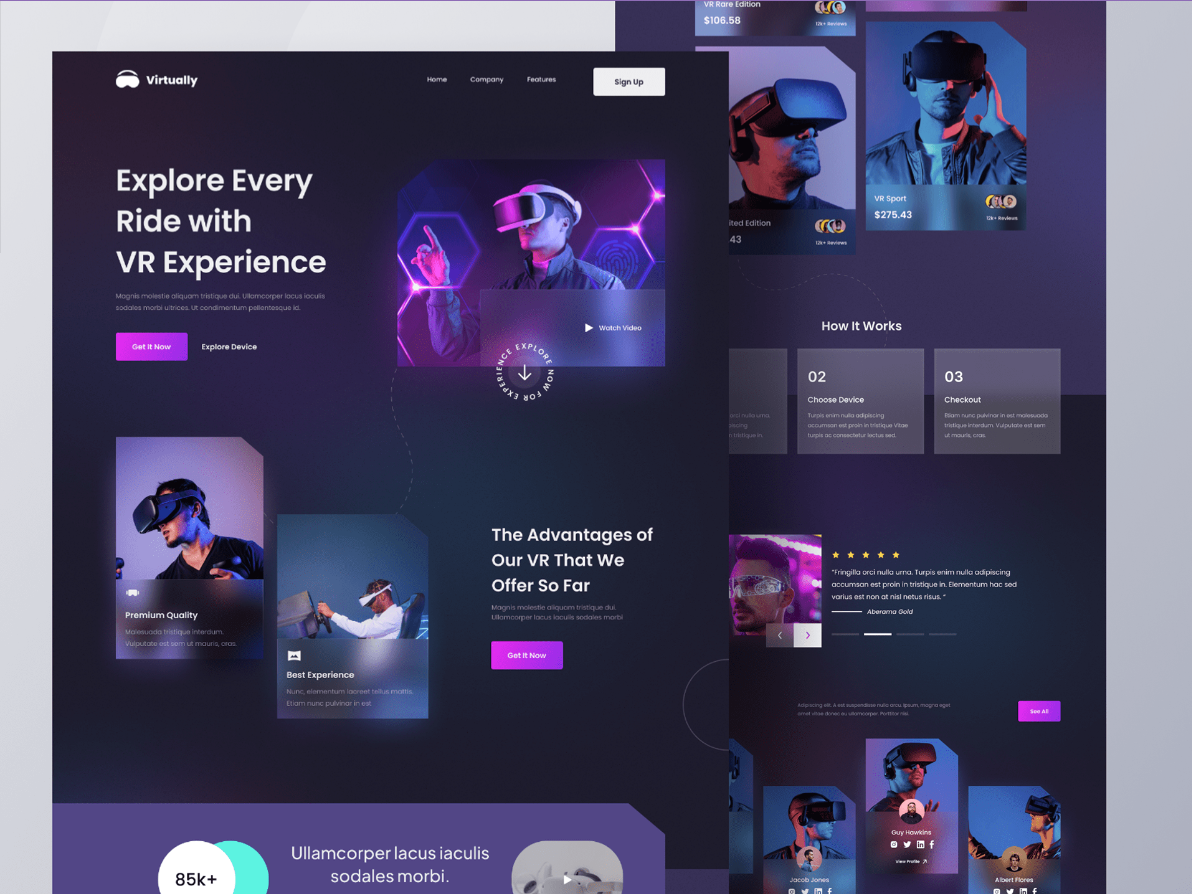 Virtually
Home
Company
Features
Sign Up
Explore Every
Ride with
VR Experience
Magnis molestie aliquam tristique dui. Ullamcorper lacus iaculis
sodales morbi ultrices. Ut condimentum pellentesque id.
Get It Now
Explore Device
Watch Video
EXPLORE NOW FOR EXPERIENCE
Premium Quality
Malesuada tristique interdum.
Vulputate est sem ut mauris, cras.
Best Experience
Nunc, elementum laoreet tellus mattis.
Etiam nunc pulvinar in est
The Advantages of
Our VR That We
Offer So Far
Magnis molestie aliquam tristique dui.
Ullamcorper lacus iaculis sodales morbi
Get It Now
85k+
Ullamcorper lacus iaculis
sodales morbi.
VR Rare Edition
$106.58
12k+ Reviews
ited Edition
43
12k+ Reviews
VR Sport
$275.43
12k+ Reviews
How It Works
orci nulla urna.
tristique in.
02
Choose Device
Turpis enim nulla adipiscing
accumsan est proin in tristique Vitae
turpis ac consectetur lectus sed.
03
Checkout
Etiam nunc pulvinar in est malesuada
tristique interdum. Vulputate est sem
ut mauris, cras.
"Fringilla orci nulla urna. Turpis enim nulla adipiscing
accumsan est proin in tristique in. Elementum hac sed
varius est non at nisl netus risus. "
Aberama Gold
Adipiscing elit. A est suspendisse nulla arcu, ipsum, magna eget
amet vitae donec eu ullamcorper. Porttitor nisi.
See All
Guy Hawkins
View Profile
Jacob Jones
Albert Flores